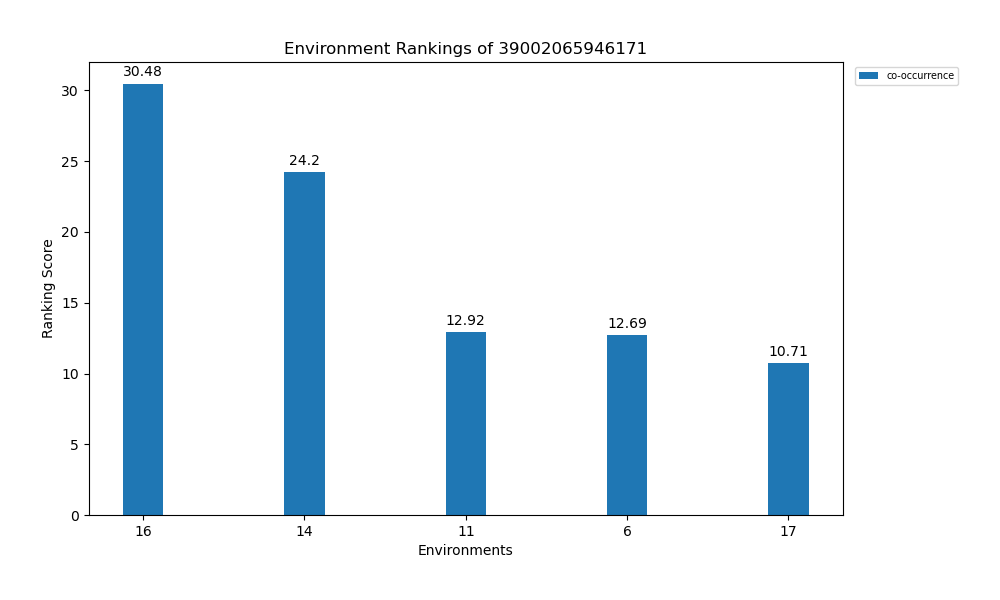 Environment Rankings of 39002065946171
co-occurrence
Ranking Score
30
25
20
15
10
5
0
30.48
24.2
12.92
12.69
10.71
16 14 11 6 17
Environments